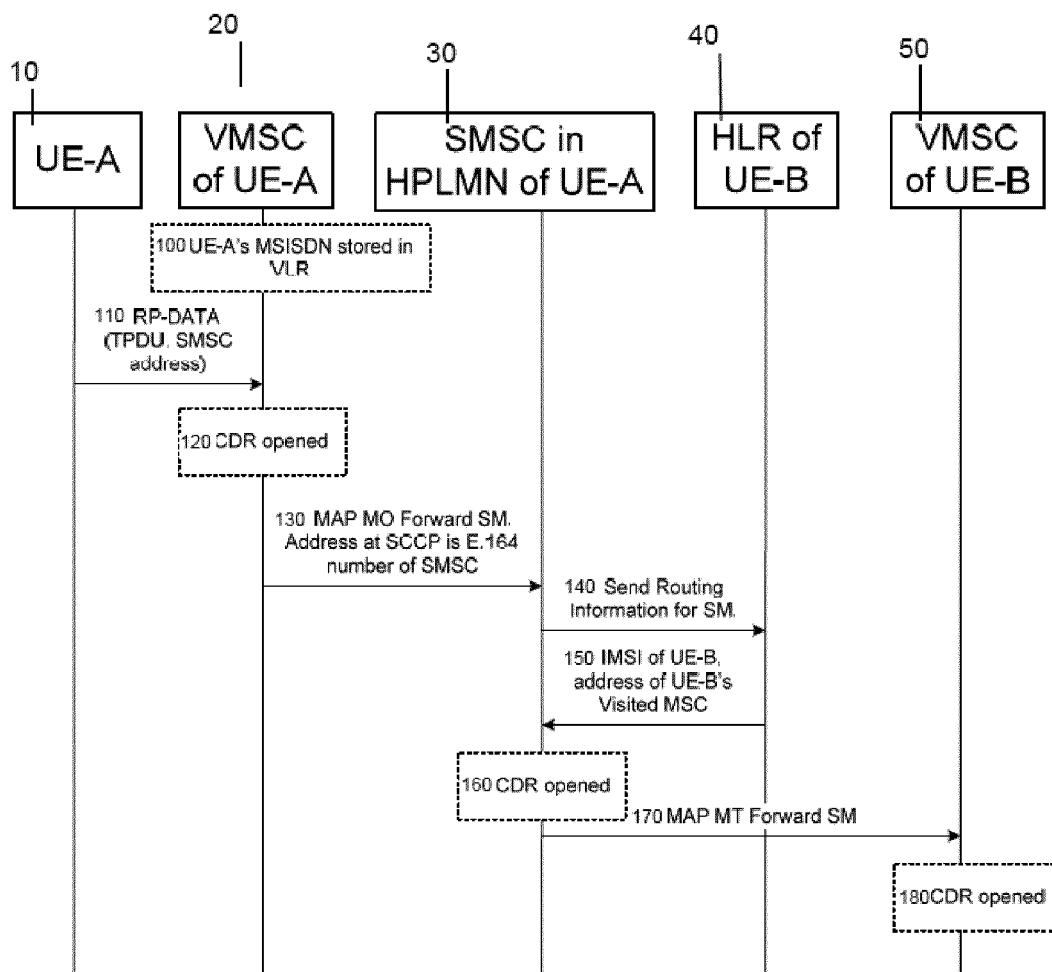 10
20
30
40
50
UE-A
VMSC
of UE-A
SMSC in
HPLMN of UE-A
HLR of
UE-B
VMSC
of UE-B
100 UE-A's MSISDN stored in
VLR
110 RP-DATA
(TPDU, SMSC
address)
120 CDR opened
130 MAP MO Forward SM.
Address at SCCP is E.164
number of SMSC
140 Send Routing
Information for SM.
150 IMSI of UE-B,
address of UE-B's
Visited MSC
160 CDR opened
170 MAP MT Forward SM
180 CDR opened